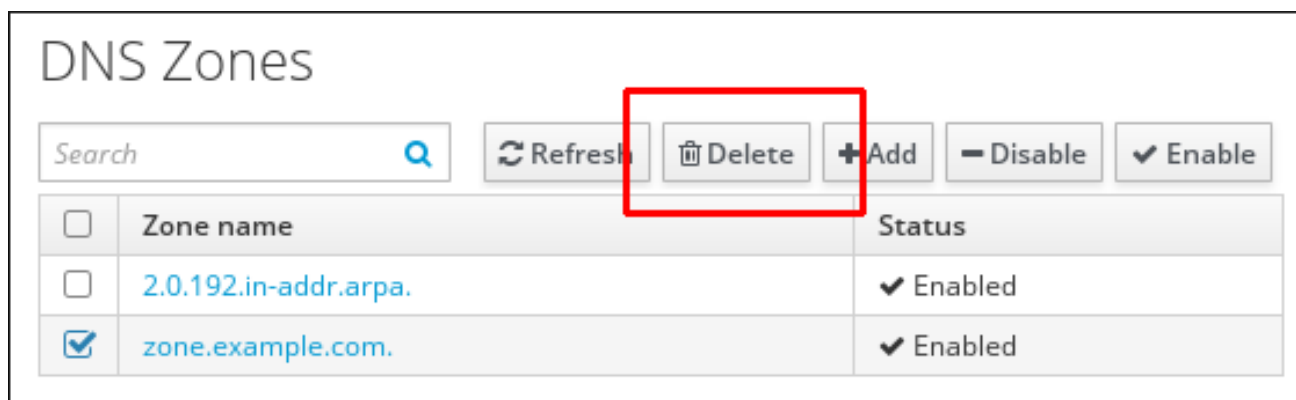 DNS Zones
Search Refresh Delete Add Disable Enable
Zone name Status
2.0.192.in-addr.arpa. Enabled
zone.example.com. Enabled